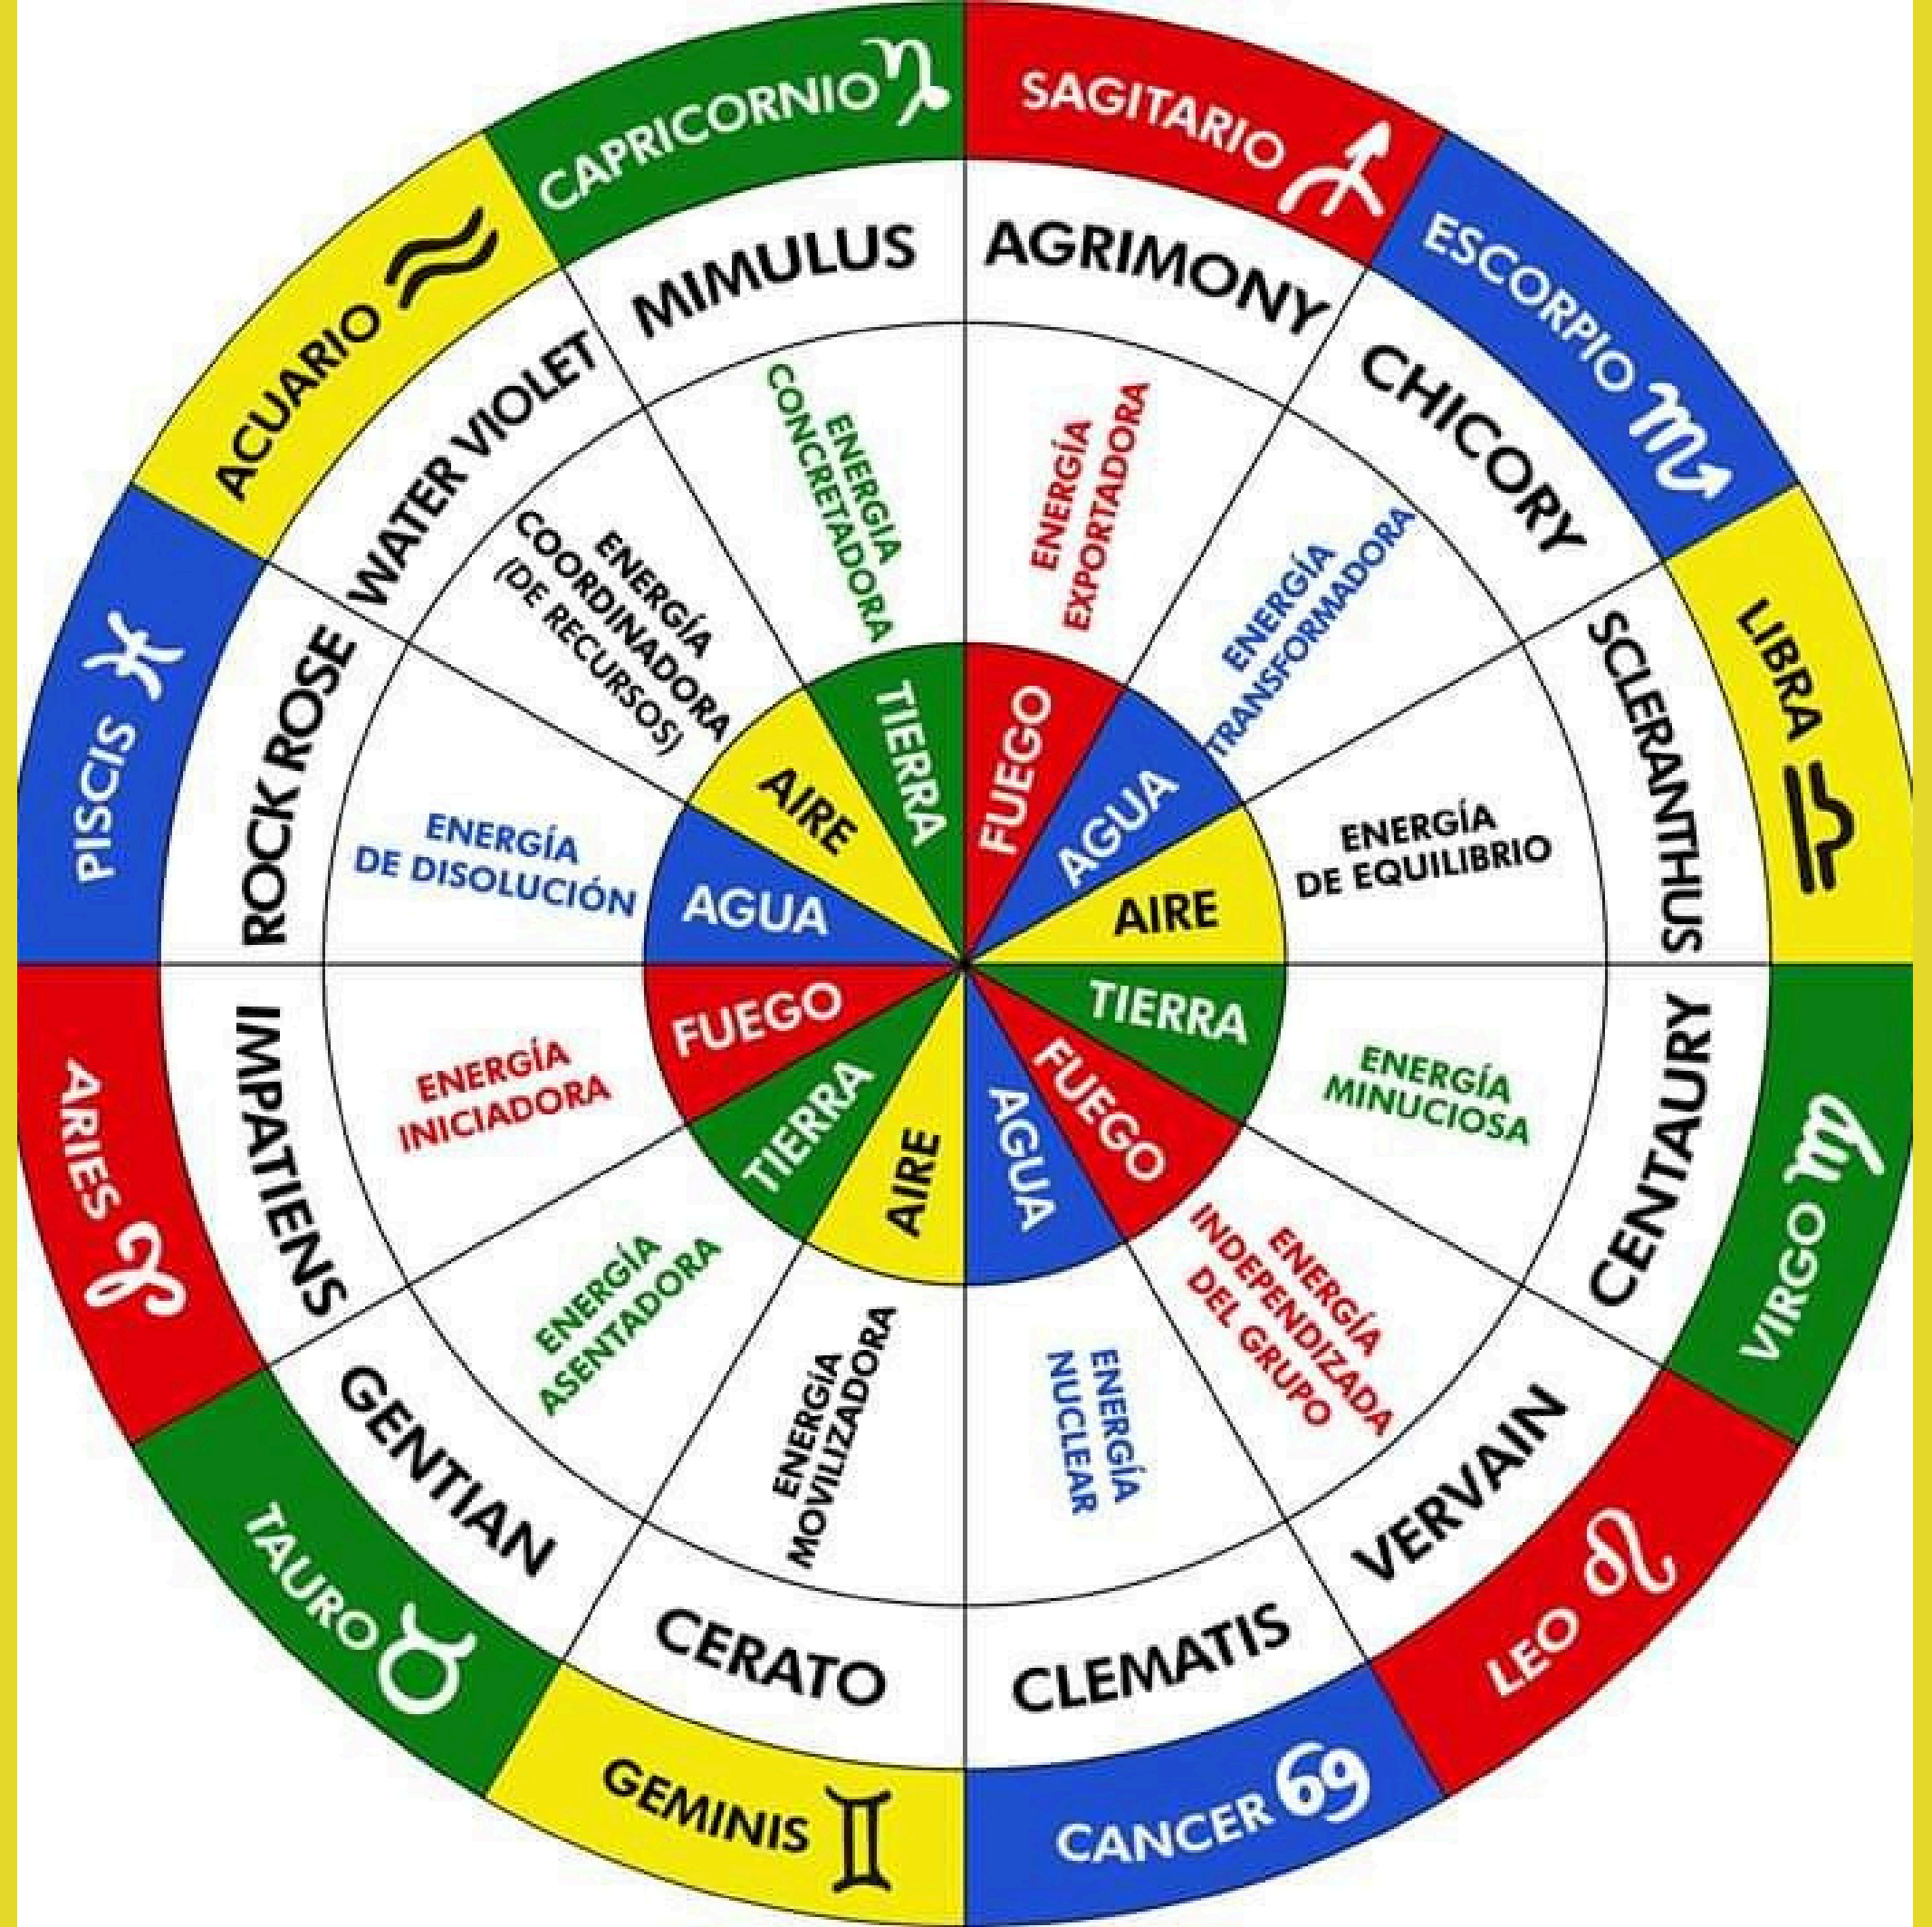 CAPRICORNIO
SAGITARIO
ESCORPIO
LIBRA
VIRGO
LEO
CANCER
GEMINIS
TAURO
ARIES
PISCIS
ACUARIO
MIMULUS
AGRIMONY
CHICORY
SCLERANTHUS
CENTAURY
VERVAIN
CLEMATIS
CERATO
GENTIAN
IMPATIENS
ROCK ROSE
WATER VIOLET
ENERGÍA
CONCRETADORA
ENERGÍA
EXPORTADORA
ENERGÍA
TRANSFORMADORA
ENERGÍA
DE EQUILIBRIO
ENERGÍA
MINUCIOSA
ENERGÍA
INDEPENDIZADA
DEL GRUPO
ENERGÍA
NUCLEAR
ENERGÍA
MOVILIZADORA
ENERGÍA
ASENTADORA
ENERGÍA
INICIADORA
ENERGÍA
DE DISOLUCIÓN
ENERGÍA
COORDINADORA
(DE RECURSOS)
TIERRA
FUEGO
AGUA
AIRE
TIERRA
FUEGO
AGUA
AIRE
TIERRA
FUEGO
AGUA
AIRE